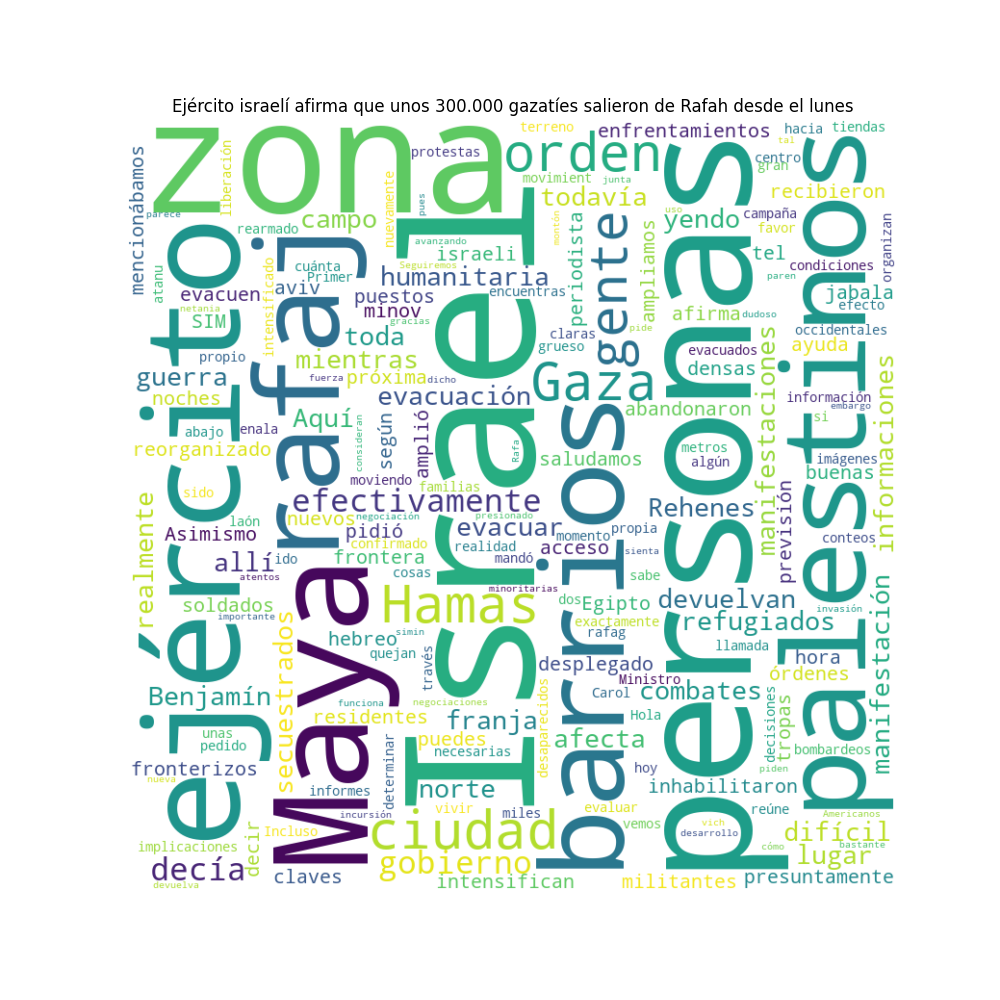 Ejército israelí afirma que unos 300.000 gazatíes salieron de Rafah desde el lunes
zona
orden
terreno
enfrentamientos
hacia
tiendas
tal
protestas
centro
gran
movimient
junta
recibieron
todavía
mencionábamos
liberación
parece
campo
nuevamente
pues
uso
campaña
yendo
favor
montón
rearmado
avanzando
israeli
periodista
ampliamos
tel
paren
condiciones
organizan
atanu
cuánta
Primer
Seguiremos
humanitaria
encuentras
evacuen
aviv
puestos
minov
jabala
efecto
netania
SIM
intensificado
gracias
afirma
dudoso
toda
claras
pide
occidentales
propio
mientras
grueso
evacuados
ayuda
guerra
fuerza
próxima
dicho
Gaza
densas
noches
evacuación
información
embargo
Aquí
según
amplió
abandonaron
si
abajo
enala
consideran
gente
metros
algún
manifestaciones
informaciones
reorganizado
Rafa
saludamos
imágenes
buenas
sido
moviendo
familias
efectivamente
Rehenes
previsión
realmente
laón
nuevos
negociación
presionado
conteos
Asimismo
pidió
evacuar
momento
propia
allí
ido
confirmado
realidad
acceso
sienta
frontera
mandó
sabe
atentos
cosas
minoritarias
soldados
Hamas
dos
Egipto
devuelvan
invasión
importante
exactamente
refugiados
hebreo
simin
rafag
llamada
quejan
través
desplegado
hora
secuestrados
Ministro
órdenes
manifestación
Benjamín
funciona
negociaciones
Carol
combates
residentes
franja
Hola
decisiones
tropas
unas
puedes
desaparecidos
afecta
pedido
necesarias
bombardeos
fronterizos
determinar
hoy
piden
nueva
informes
norte
inhabilitaron
incursión
vivir
miles
evaluar
reúne
Americanos
Incluso
ciudad
vemos
vich
desarrollo
difícil
bastante
implicaciones
decir
cómo
decía
gobierno
lugar
claves
intensifican
militantes
presuntamente
devuelva
ejército
Maya
rafaj
Israel
barrios
personas
palestinos